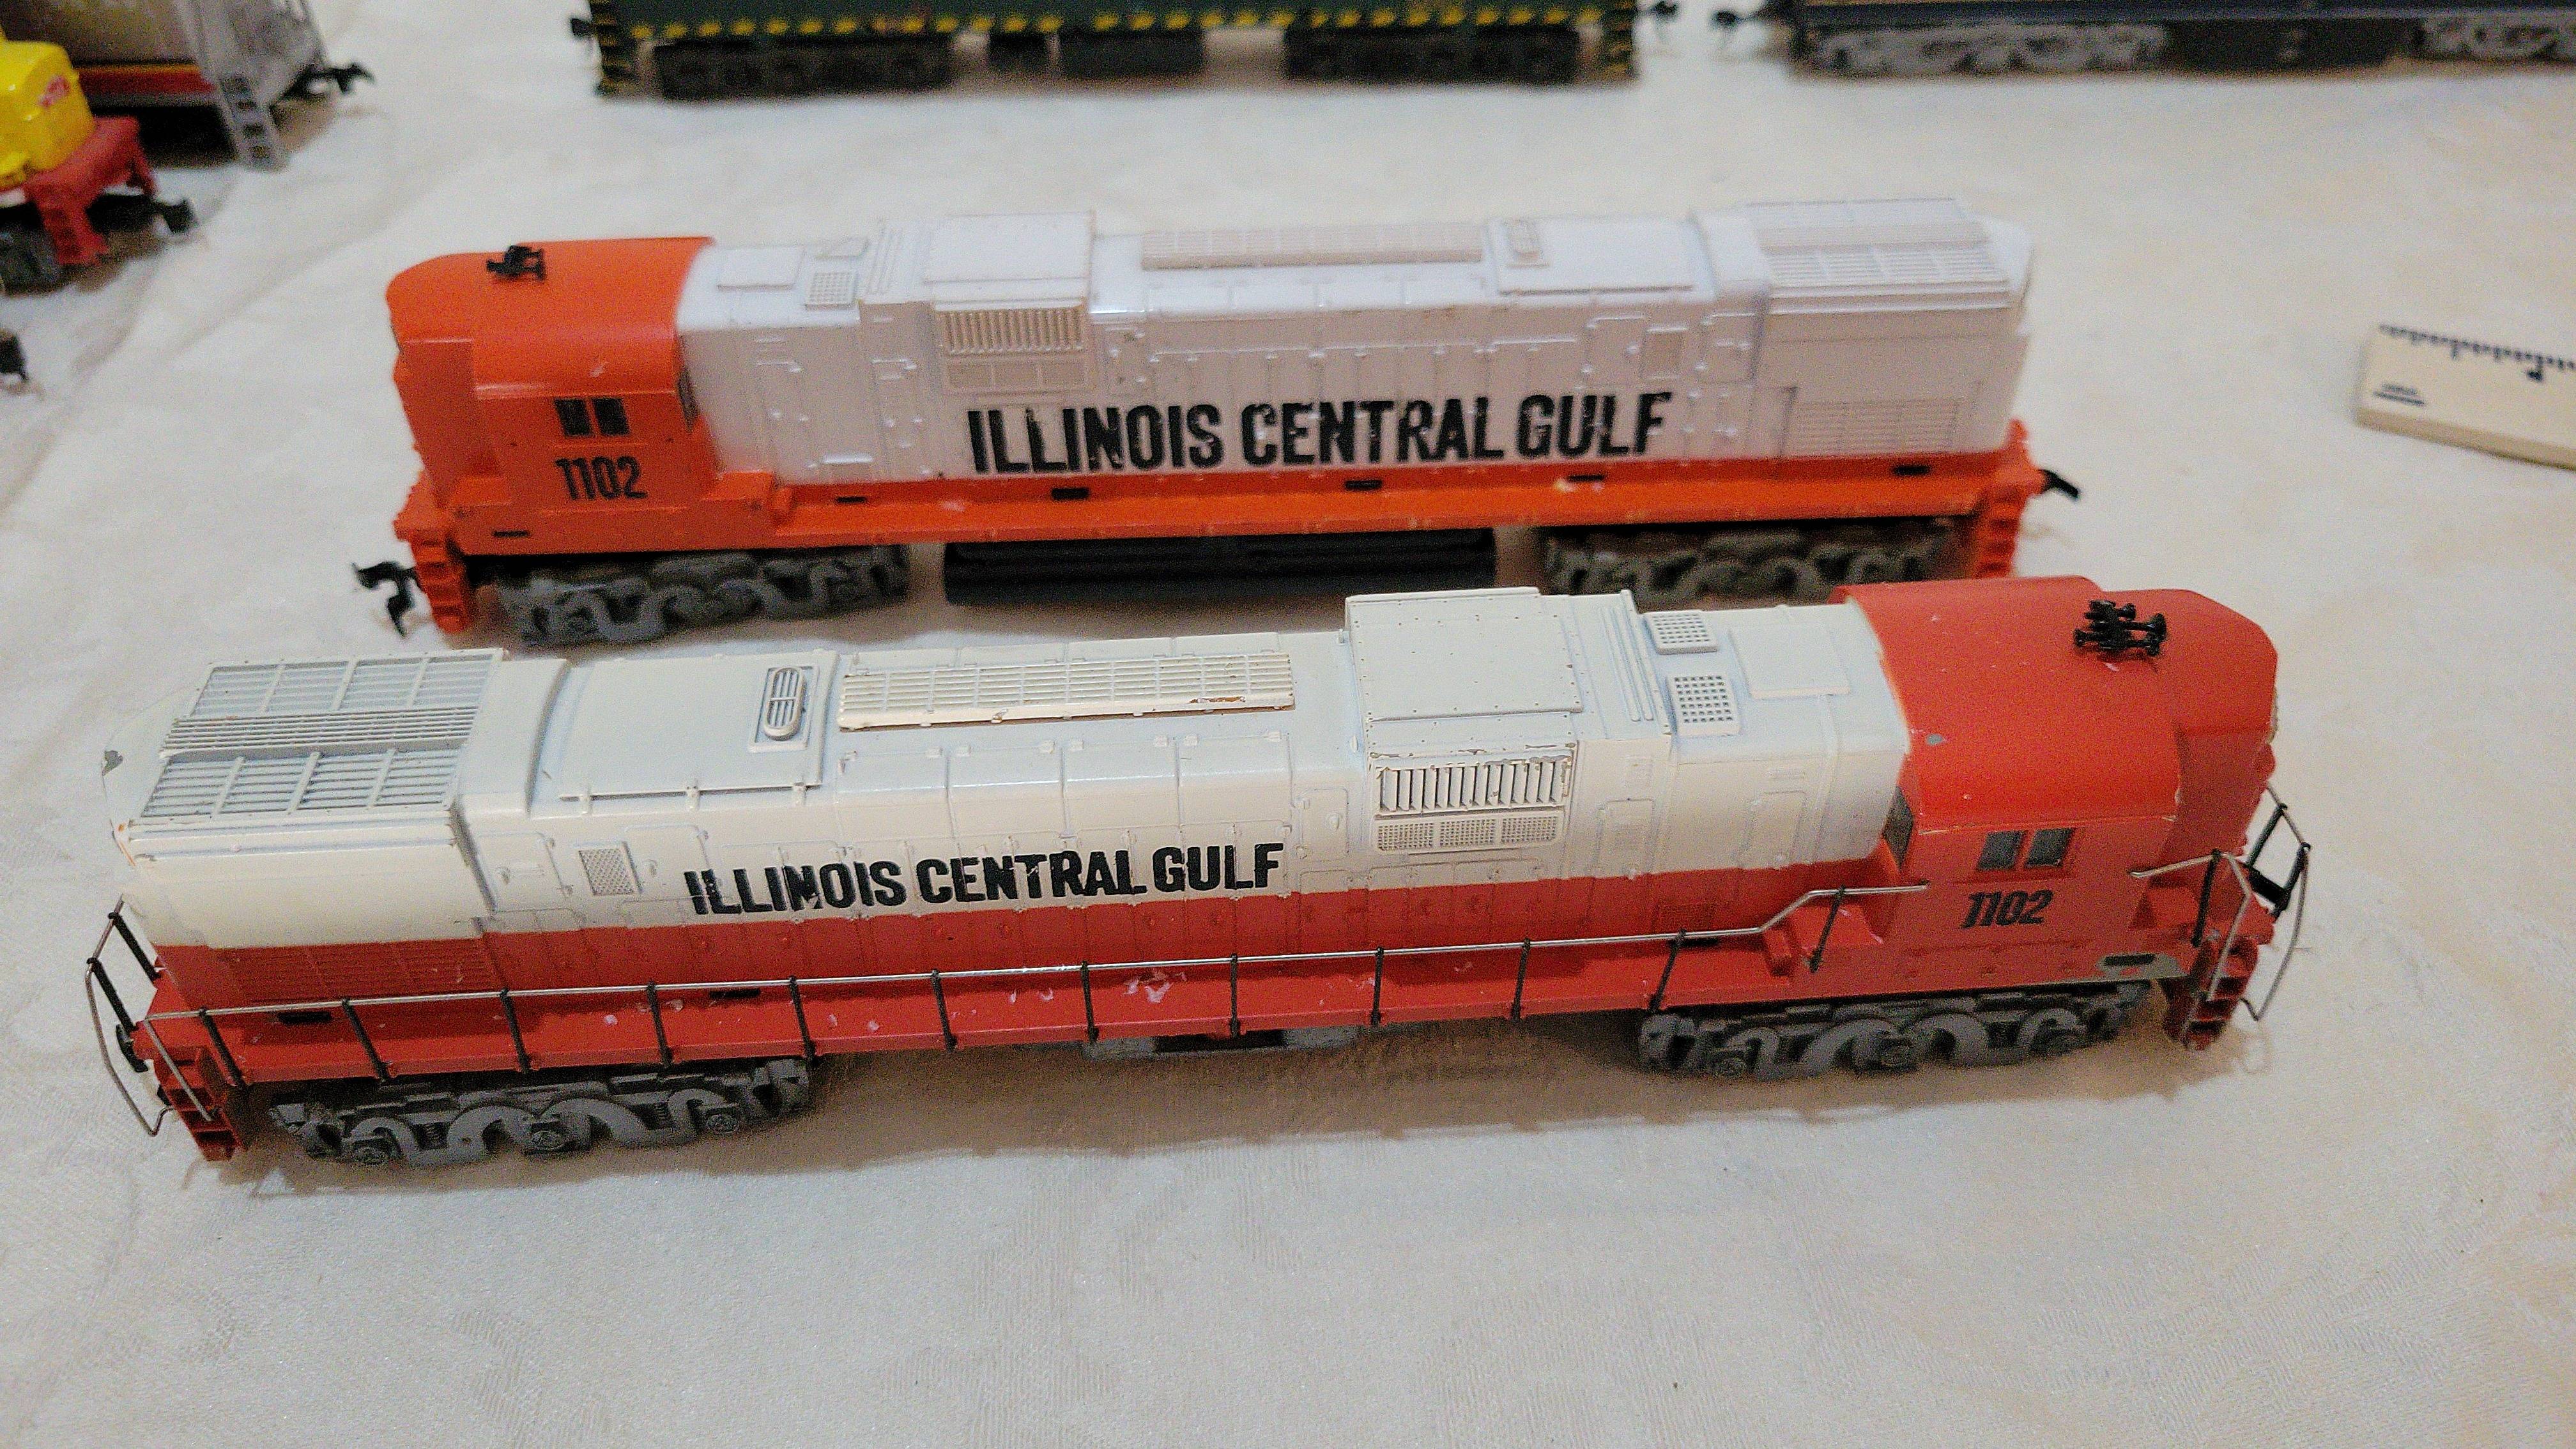 ILLINOIS CENTRAL GULF
1102
ILLINOIS CENTRAL GULF
1102